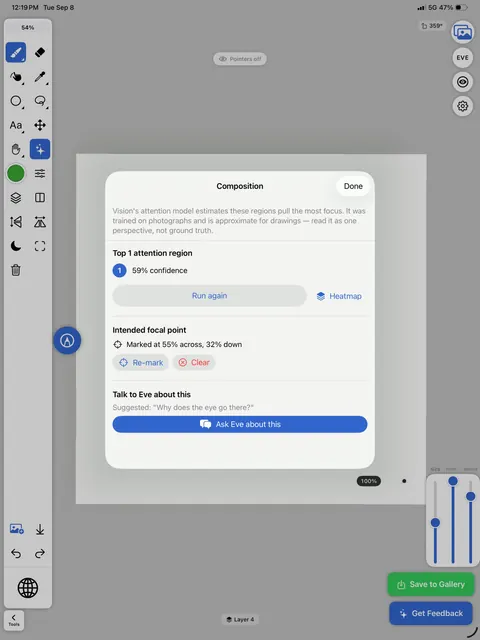 12:19 PM Tue Sep 8
5G 47%
54%
359°
Pointers off
EVE
Aa
Composition
Done
Vision's attention model estimates these regions pull the most focus. It was
trained on photographs and is approximate for drawings — read it as one
perspective, not ground truth.
Top 1 attention region
1 59% confidence
Run again
Heatmap
Intended focal point
Marked at 55% across, 32% down
Re-mark
Clear
Talk to Eve about this
Suggested: "Why does the eye go there?"
Ask Eve about this
100%
Save to Gallery
Get Feedback
Tools
Layer 4